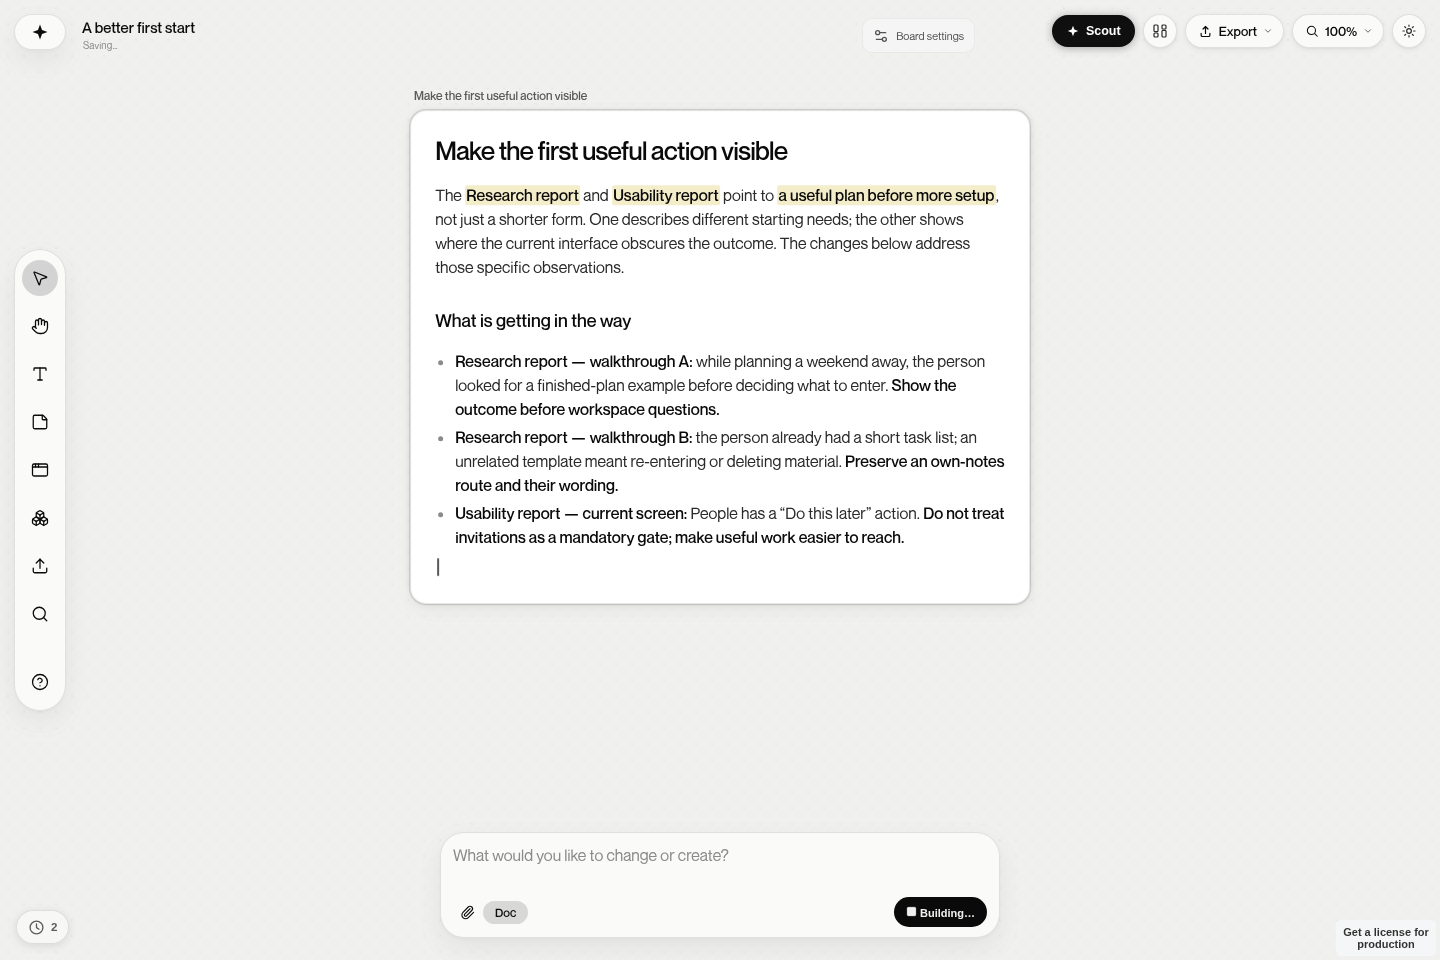 A better first start
Saving...
Board settings
Scout
Export
100%
Make the first useful action visible
Make the first useful action visible
The Research report and Usability report point to a useful plan before more setup,
not just a shorter form. One describes different starting needs; the other shows
where the current interface obscures the outcome. The changes below address
those specific observations.
What is getting in the way
Research report — walkthrough A: while planning a weekend away, the person
looked for a finished-plan example before deciding what to enter. Show the
outcome before workspace questions.
Research report — walkthrough B: the person already had a short task list; an
unrelated template meant re-entering or deleting material. Preserve an own-notes
route and their wording.
Usability report — current screen: People has a “Do this later” action. Do not treat
invitations as a mandatory gate; make useful work easier to reach.
What would you like to change or create?
Doc
Building...
2
Get a license for
production